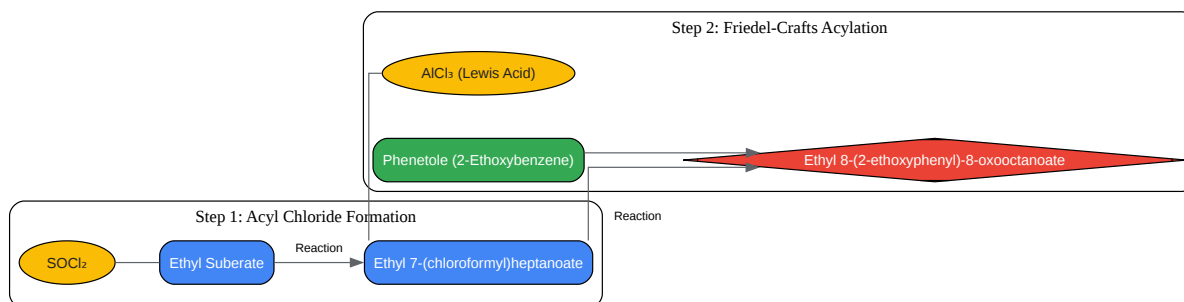 Step 2: Friedel-Crafts Acylation
AlCl₃ (Lewis Acid)
Phenetole (2-Ethoxybenzene)
Ethyl 8-(2-ethoxyphenyl)-8-oxooctanoate
Step 1: Acyl Chloride Formation
Reaction
SOCl₂
Ethyl Suberate
Reaction
Ethyl 7-(chloroformyl)heptanoate